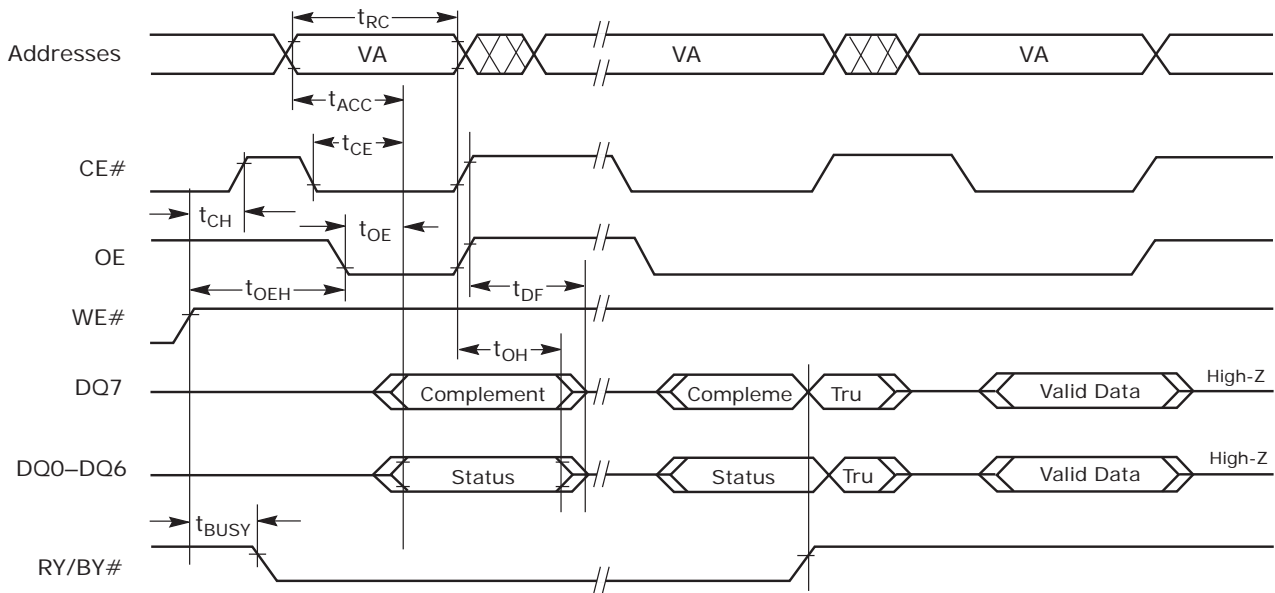 tRC
Addresses VA VA VA
tACC
tCE
CE#
tCH tOE
OE
tOEH tDF
WE#
tOH
DQ7 Complement Compleme Tru Valid Data High-Z
DQ0–DQ6 Status Status Tru Valid Data High-Z
tBUSY
RY/BY#